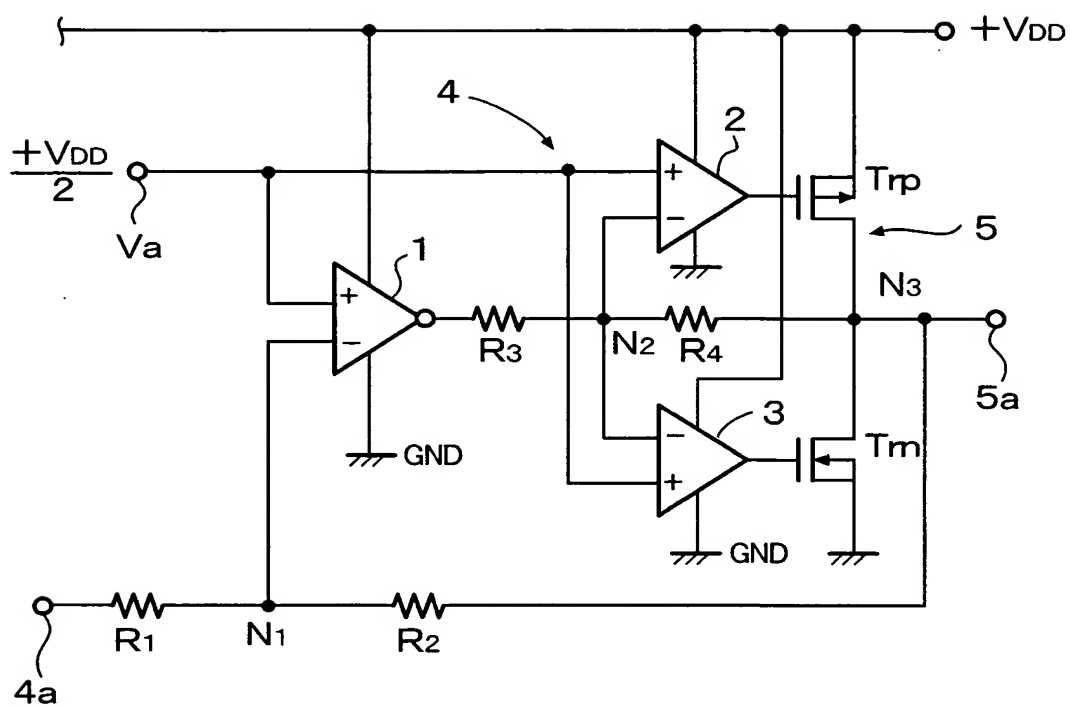 +VDD
4
+VDD
2
Va
2
+
−
Trp
5
1
+
−
R3
N2
R4
N3
5a
3
−
+
Trn
GND
GND
R1
N1
R2
4a